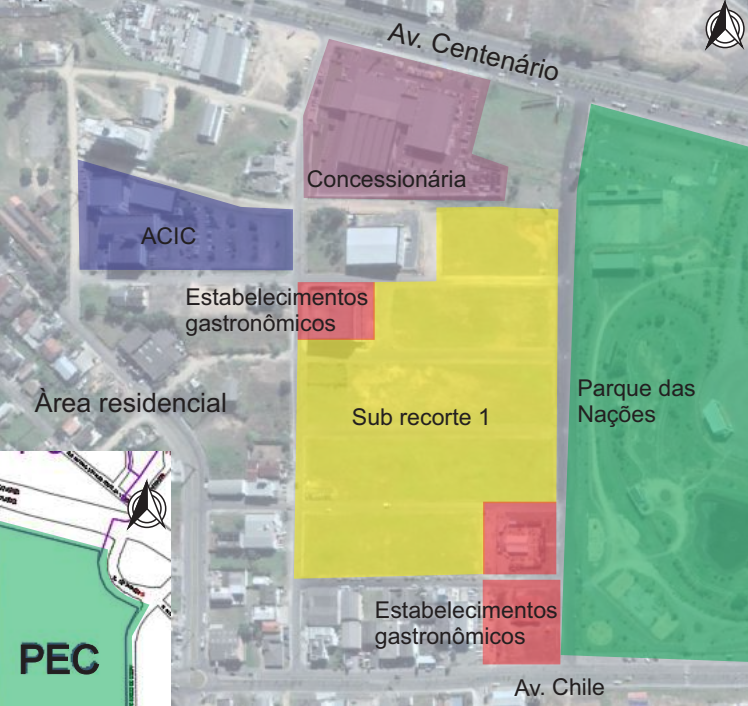 Av. Centenário
Concessionária
ACIC
Estabelecimentos
gastronômicos
Àrea residencial
Sub recorte 1
Parque das
Nações
PEC
Estabelecimentos
gastronômicos
Av. Chile